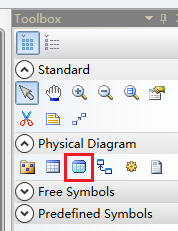 Toolbox
Standard
Physical Diagram
Free Symbols
Predefined Symbols